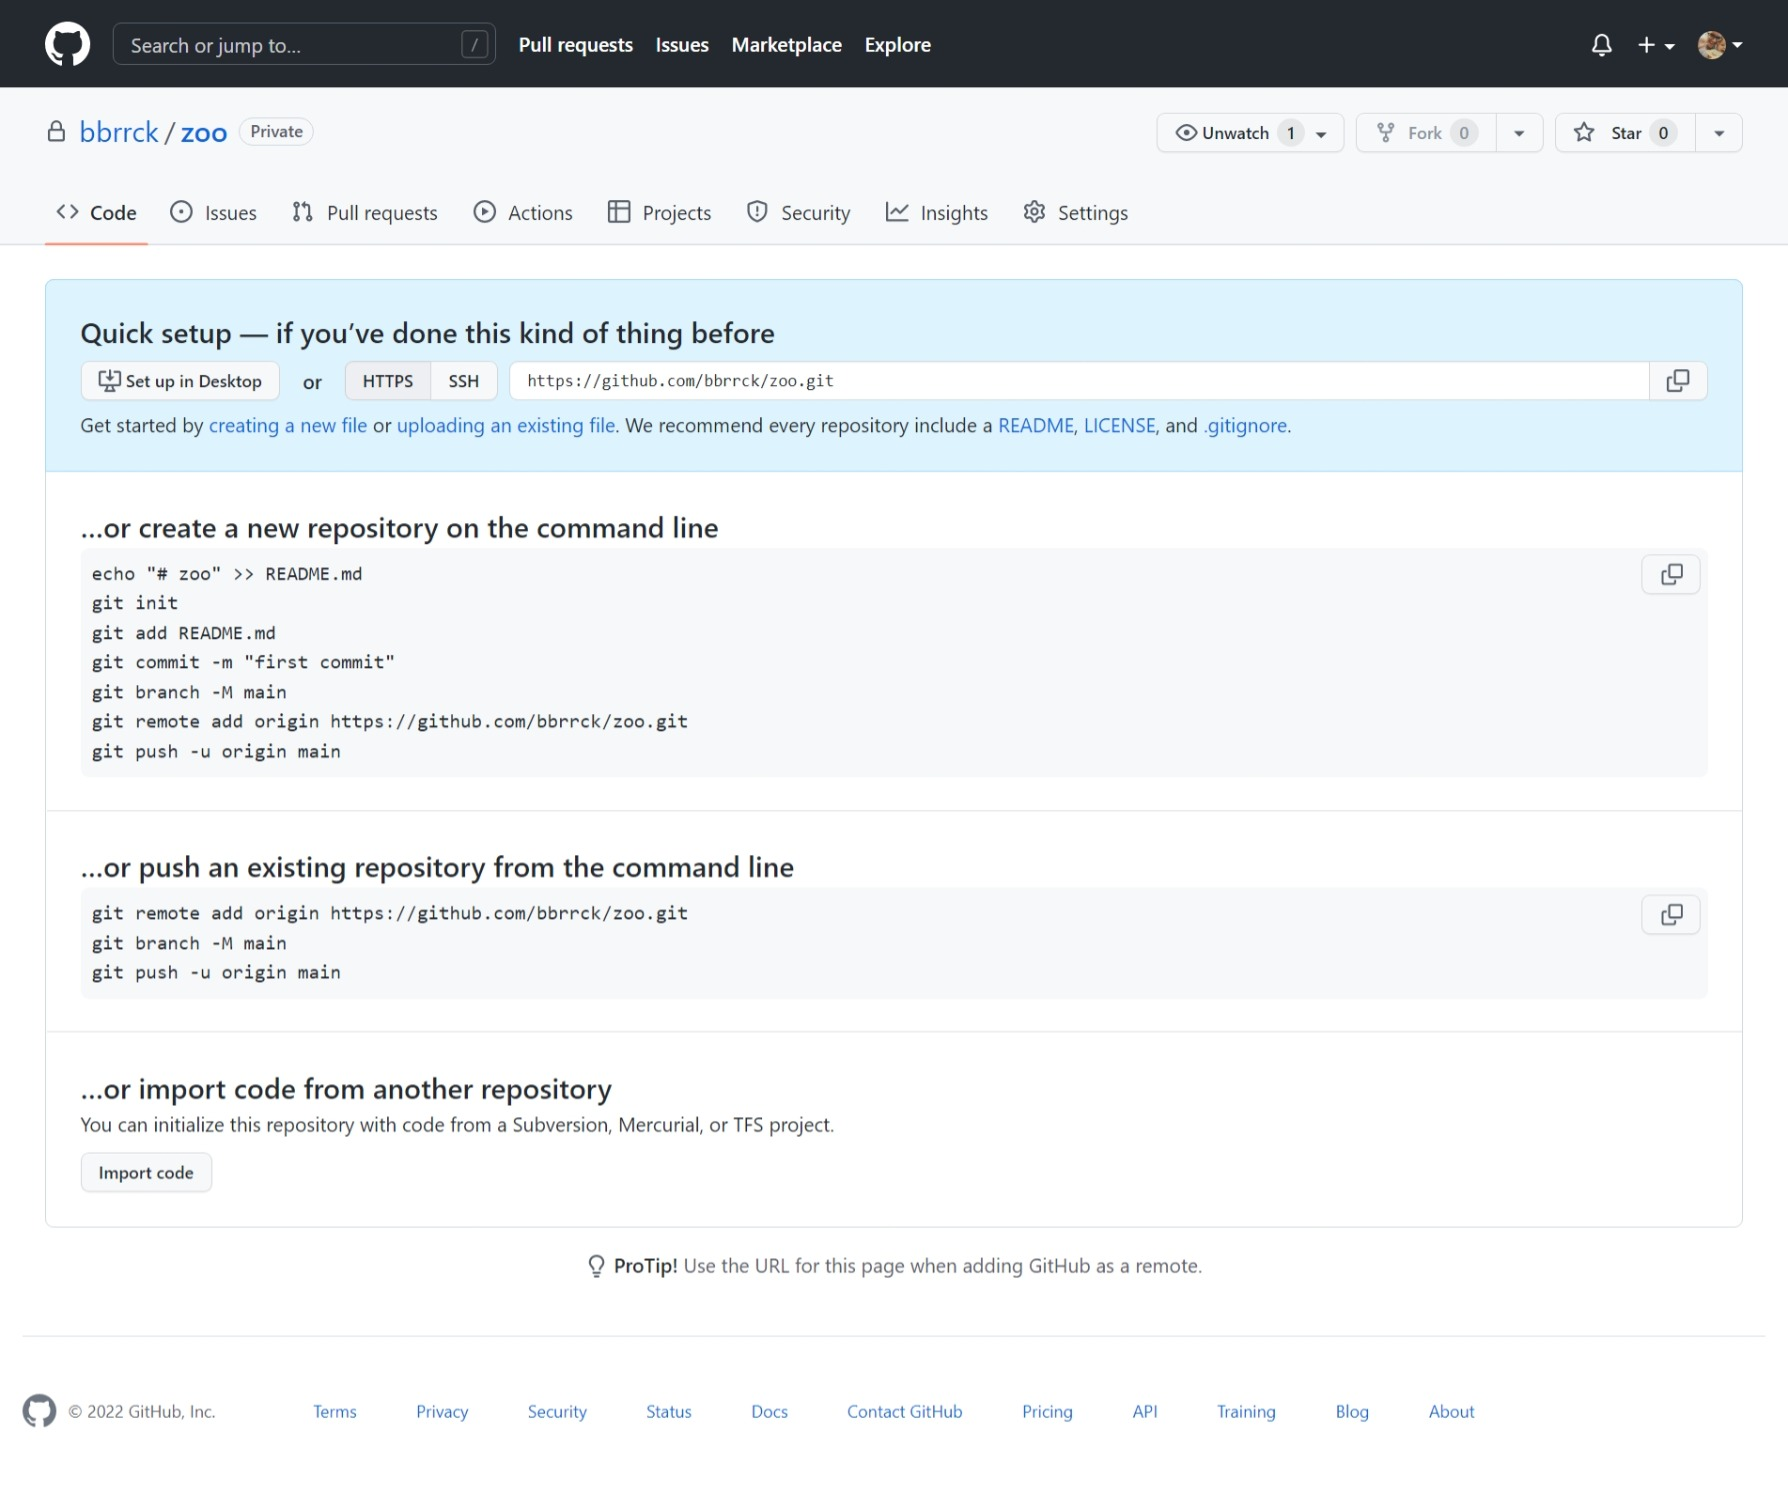 Search or jump to... /
Pull requests Issues Marketplace Explore
bbrrck / zoo Private
Unwatch 1 Fork 0 Star 0
Code Issues Pull requests Actions Projects Security Insights Settings
Quick setup — if you’ve done this kind of thing before
Set up in Desktop or HTTPS SSH https://github.com/bbrrck/zoo.git
Get started by creating a new file or uploading an existing file. We recommend every repository include a README, LICENSE, and .gitignore.
…or create a new repository on the command line
echo "# zoo" >> README.md
git init
git add README.md
git commit -m "first commit"
git branch -M main
git remote add origin https://github.com/bbrrck/zoo.git
git push -u origin main
…or push an existing repository from the command line
git remote add origin https://github.com/bbrrck/zoo.git
git branch -M main
git push -u origin main
…or import code from another repository
You can initialize this repository with code from a Subversion, Mercurial, or TFS project.
Import code
ProTip! Use the URL for this page when adding GitHub as a remote.
© 2022 GitHub, Inc. Terms Privacy Security Status Docs Contact GitHub Pricing API Training Blog About